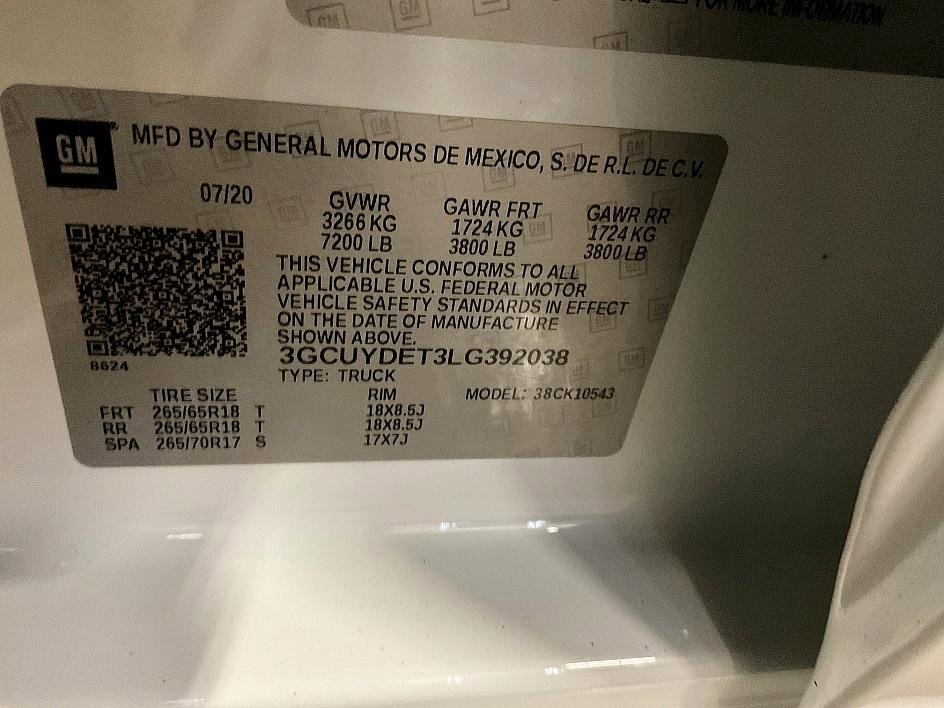 FOR MORE INFORMATION
GM MFD BY GENERAL MOTORS DE MEXICO, S. DE R.L. DE C.V.
07/20 GVWR GAWR FRT GAWR RR
3266 KG 1724 KG 1724 KG
7200 LB 3800 LB 3800 LB
THIS VEHICLE CONFORMS TO ALL
APPLICABLE U.S. FEDERAL MOTOR
VEHICLE SAFETY STANDARDS IN EFFECT
ON THE DATE OF MANUFACTURE
SHOWN ABOVE.
3GCUYDET3LG392038
8624
TYPE: TRUCK
TIRE SIZE RIM MODEL: 38CK10543
FRT 265/65R18 T 18X8.5J
RR 265/65R18 T 18X8.5J
SPA 265/70R17 S 17X7J